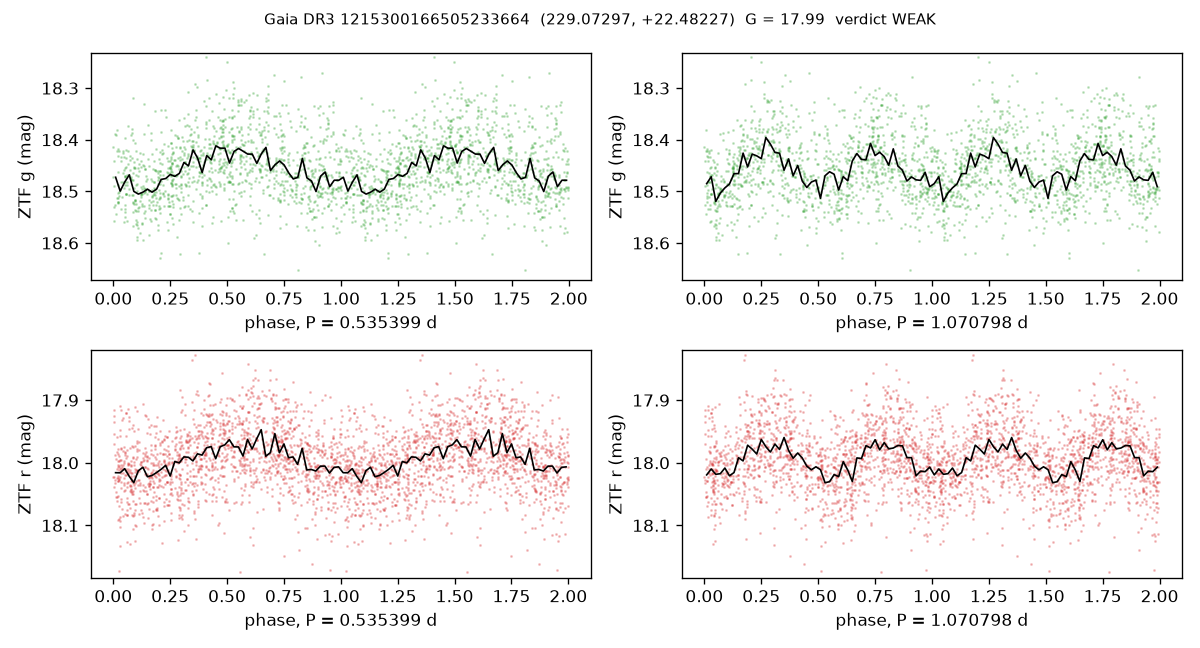 Gaia DR3 1215300166505233664  (229.07297, +22.48227)  G = 17.99  verdict WEAK
ZTF g (mag)
18.3
18.4
18.5
18.6
0.00 0.25 0.50 0.75 1.00 1.25 1.50 1.75 2.00
phase, P = 0.535399 d
ZTF g (mag)
18.3
18.4
18.5
18.6
0.00 0.25 0.50 0.75 1.00 1.25 1.50 1.75 2.00
phase, P = 1.070798 d
ZTF r (mag)
17.9
18.0
18.1
0.00 0.25 0.50 0.75 1.00 1.25 1.50 1.75 2.00
phase, P = 0.535399 d
ZTF r (mag)
17.9
18.0
18.1
0.00 0.25 0.50 0.75 1.00 1.25 1.50 1.75 2.00
phase, P = 1.070798 d